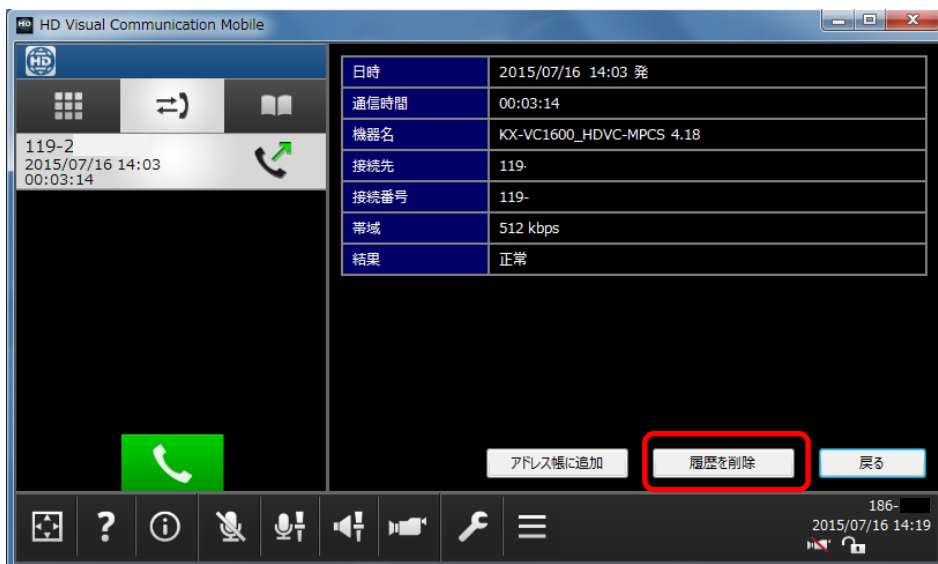 HD Visual Communication Mobile
119-2
2015/07/16 14:03
00:03:14
日時 2015/07/16 14:03 発
通信時間 00:03:14
機器名 KX-VC1600_HDVC-MPCS 4.18
接続先 119-
接続番号 119-
帯域 512 kbps
結果 正常
アドレス帳に追加 履歴を削除 戻る
186-
2015/07/16 14:19